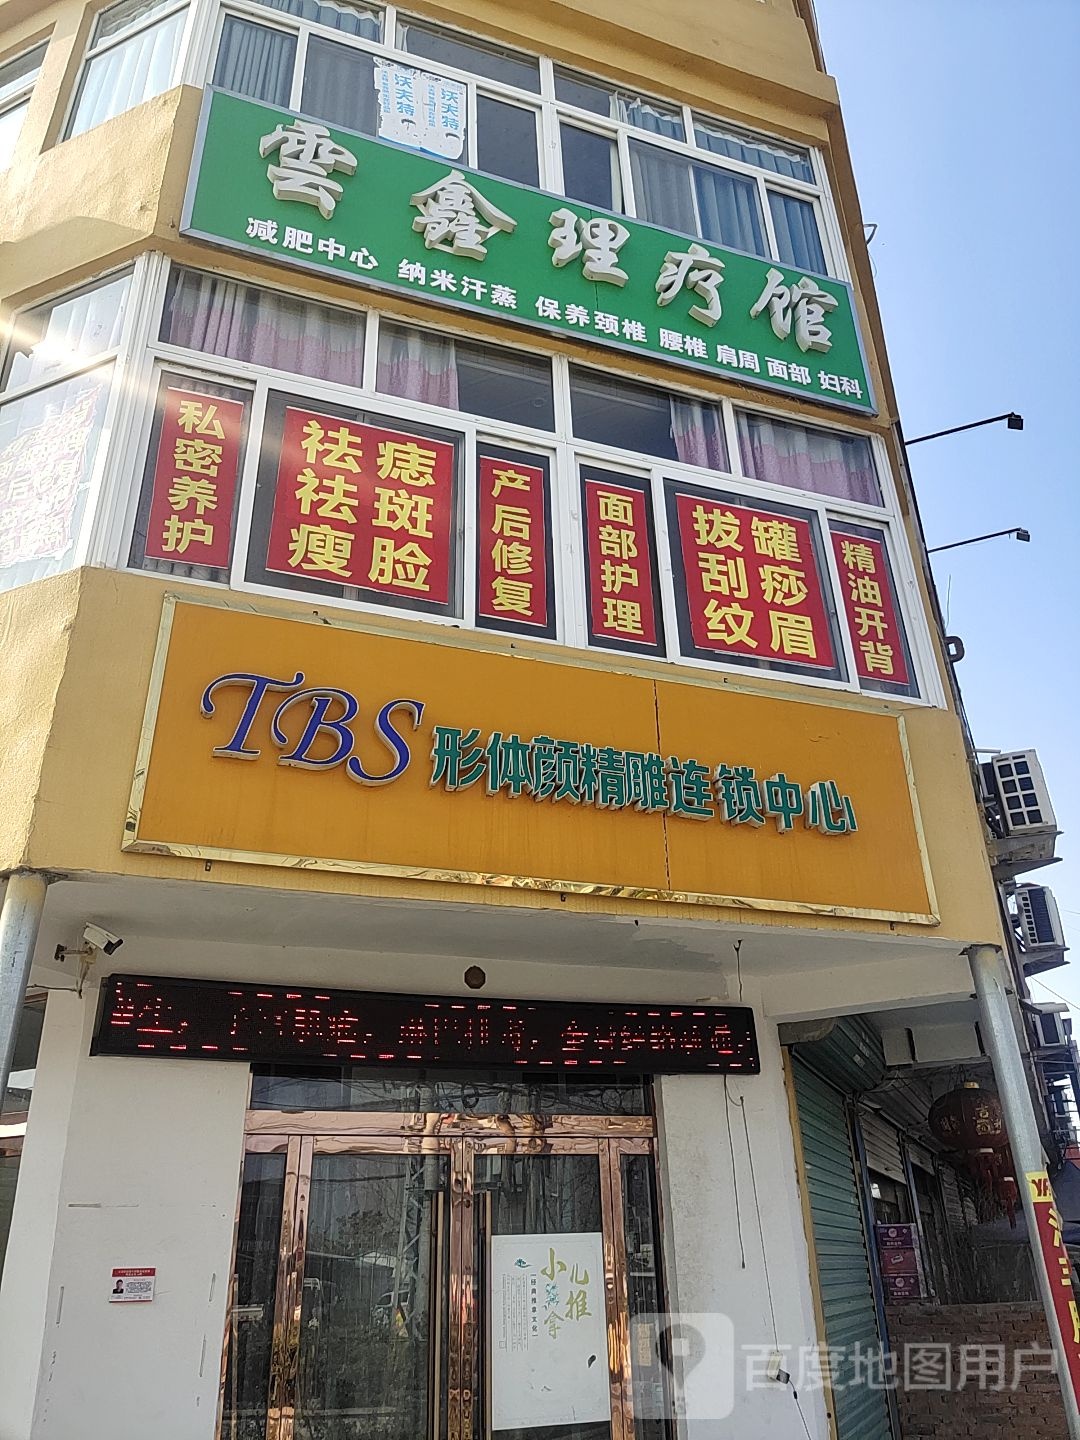 沃夫特
沃夫特
雲鑫理疗馆
减肥中心 纳米汗蒸 保养颈椎 腰椎 肩周 面部 妇科
私密养护
祛痣
祛斑
瘦脸
产后修复
面部护理
拔罐
刮痧
纹眉
精油开背
TBS形体颜精雕连锁中心
小儿推拿
百度地图用户